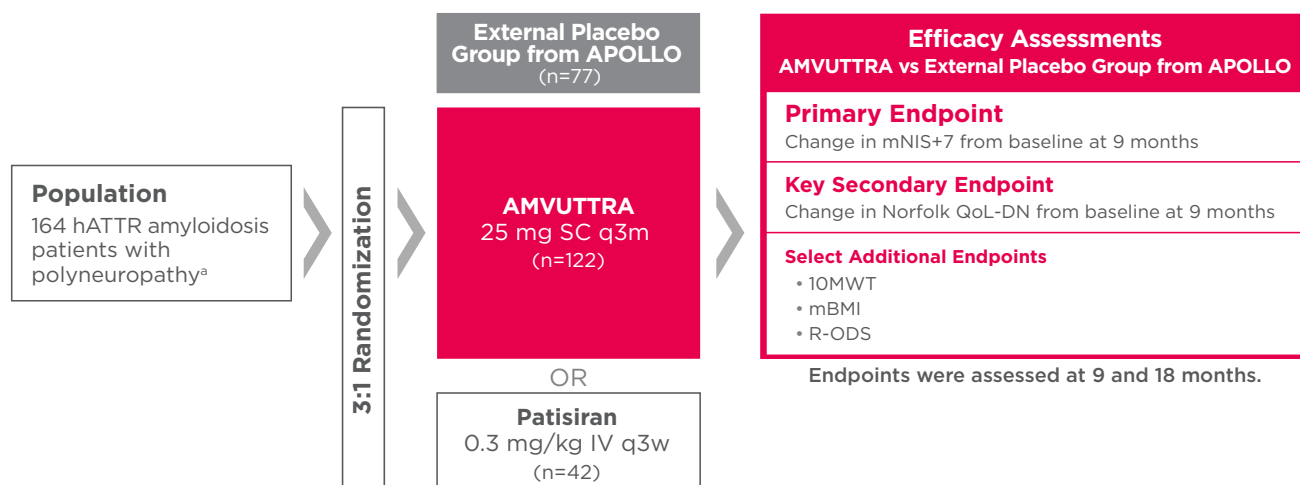 Population
164 hATTR amyloidosis
patients with
polyneuropathyᵃ
3:1 Randomization
External Placebo
Group from APOLLO
(n=77)
AMVUTTRA
25 mg SC q3m
(n=122)
OR
Patisiran
0.3 mg/kg IV q3w
(n=42)
Efficacy Assessments
AMVUTTRA vs External Placebo Group from APOLLO
Primary Endpoint
Change in mNIS+7 from baseline at 9 months
Key Secondary Endpoint
Change in Norfolk QoL-DN from baseline at 9 months
Select Additional Endpoints
• 10MWT
• mBMI
• R-ODS
Endpoints were assessed at 9 and 18 months.